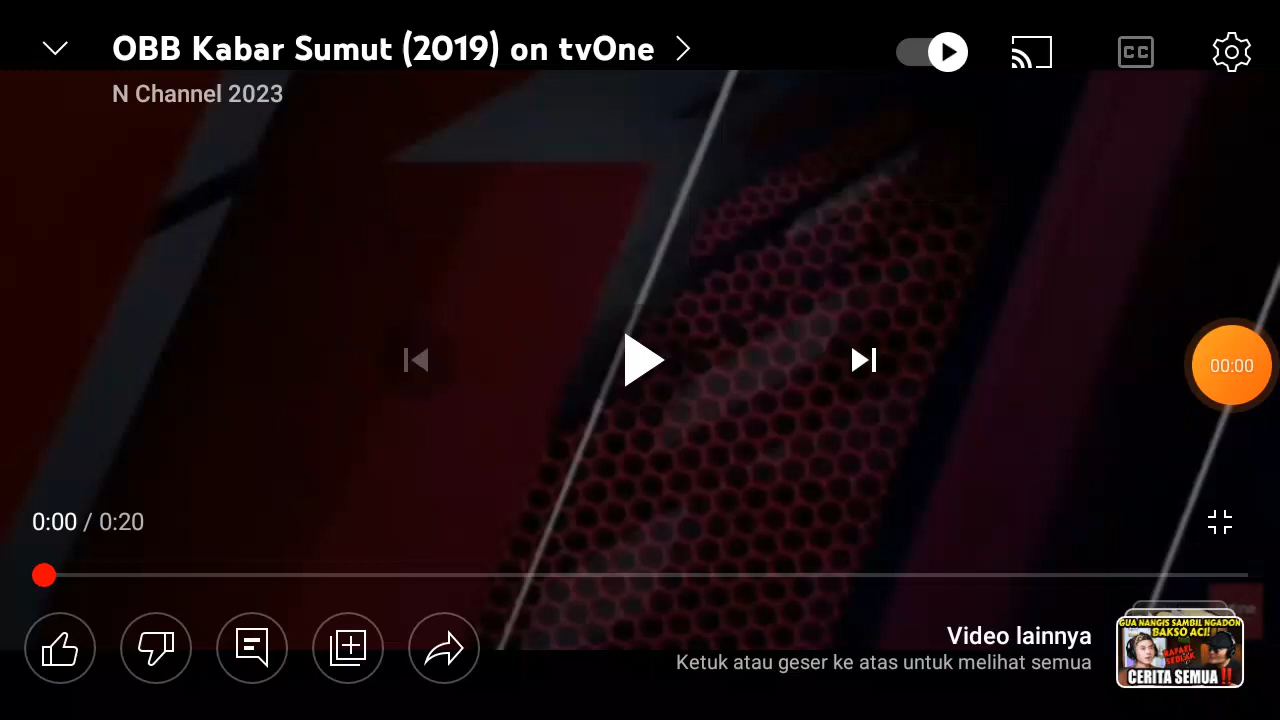 OBB Kabar Sumut (2019) on tvOne
N Channel 2023
CC
00:00
0:00 / 0:20
Video lainnya
Ketuk atau geser ke atas untuk melihat semua
GUA NANGIS SAMBIL NGADON
BAKSO ACI!
CERITA SEMUA !!